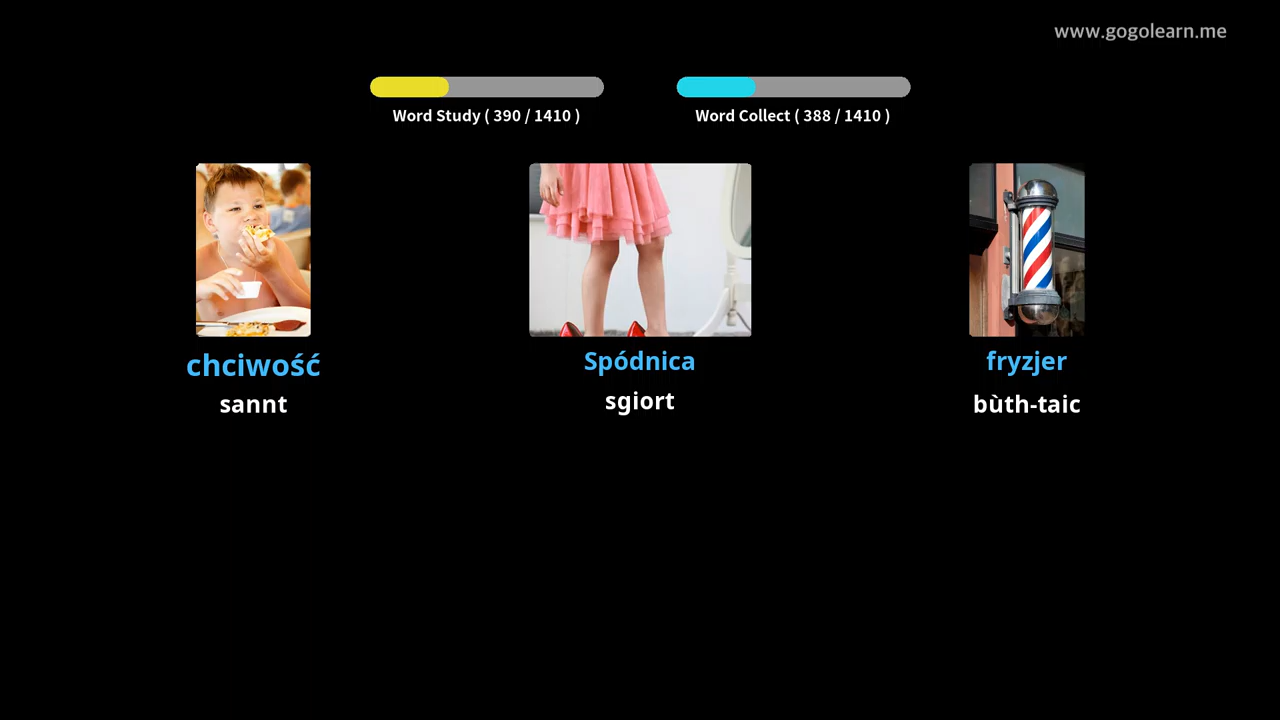 www.gogolearn.me
Word Study ( 390 / 1410 )
Word Collect ( 388 / 1410 )
chciwość
sannt
Spódnica
sgiort
fryzjer
bùth-taic